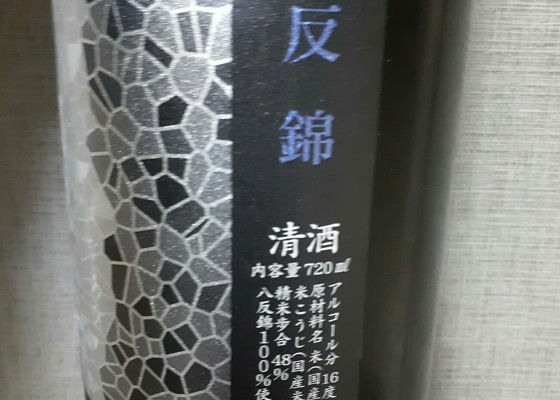 反錦
清酒
内容量720ml
アルコール分 16度
原材料名 米(国産
米こうじ(国産米
精米歩合 48%
八反錦100%使